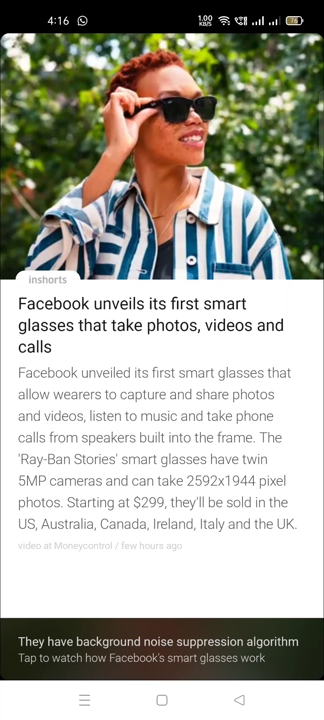 4:16
1.00
KB/S
76
inshorts
Facebook unveils its first smart
glasses that take photos, videos and
calls
Facebook unveiled its first smart glasses that
allow wearers to capture and share photos
and videos, listen to music and take phone
calls from speakers built into the frame. The
'Ray-Ban Stories' smart glasses have twin
5MP cameras and can take 2592x1944 pixel
photos. Starting at $299, they'll be sold in the
US, Australia, Canada, Ireland, Italy and the UK.
video at Moneycontrol / few hours ago
They have background noise suppression algorithm
Tap to watch how Facebook's smart glasses work